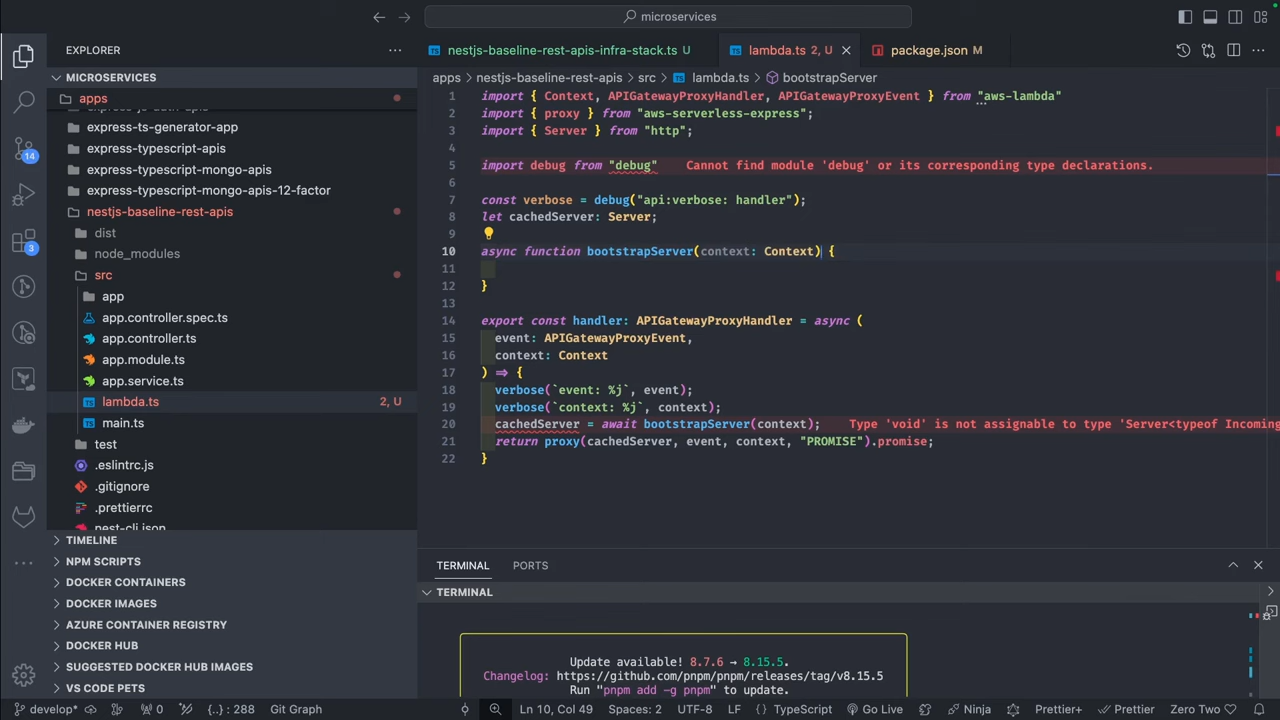 microservices
EXPLORER
nestjs-baseline-rest-apis-infra-stack.ts U
lambda.ts 2, U
package.json M
MICROSERVICES
apps > nestjs-baseline-rest-apis > src > lambda.ts > bootstrapServer
apps
express-ts-generator-app
express-typescript-apis
express-typescript-mongo-apis
express-typescript-mongo-apis-12-factor
nestjs-baseline-rest-apis
dist
node_modules
src
app
app.controller.spec.ts
app.controller.ts
app.module.ts
app.service.ts
lambda.ts 2, U
main.ts
test
.eslintrc.js
.gitignore
.prettierrc
nest-cli.json
TIMELINE
NPM SCRIPTS
DOCKER CONTAINERS
DOCKER IMAGES
AZURE CONTAINER REGISTRY
DOCKER HUB
SUGGESTED DOCKER HUB IMAGES
VS CODE PETS
14
3
1 import { Context, APIGatewayProxyHandler, APIGatewayProxyEvent } from "aws-lambda"
2 import { proxy } from "aws-serverless-express";
3 import { Server } from "http";
4
5 import debug from "debug" Cannot find module 'debug' or its corresponding type declarations.
6
7 const verbose = debug("api:verbose: handler");
8 let cachedServer: Server;
9
10 async function bootstrapServer(context: Context) {
11
12 }
13
14 export const handler: APIGatewayProxyHandler = async (
15 event: APIGatewayProxyEvent,
16 context: Context
17 ) => {
18 verbose(`event: %j`, event);
19 verbose(`context: %j`, context);
20 cachedServer = await bootstrapServer(context); Type 'void' is not assignable to type 'Server<typeof Incoming
21 return proxy(cachedServer, event, context, "PROMISE").promise;
22 }
TERMINAL PORTS
TERMINAL
Update available! 8.7.6 → 8.15.5.
Changelog: https://github.com/pnpm/pnpm/releases/tag/v8.15.5
Run "pnpm add -g pnpm" to update.
develop* 0 {..} : 288 Git Graph Ln 10, Col 49 Spaces: 2 UTF-8 LF {} TypeScript Go Live Ninja Prettier+ Prettier Zero Two